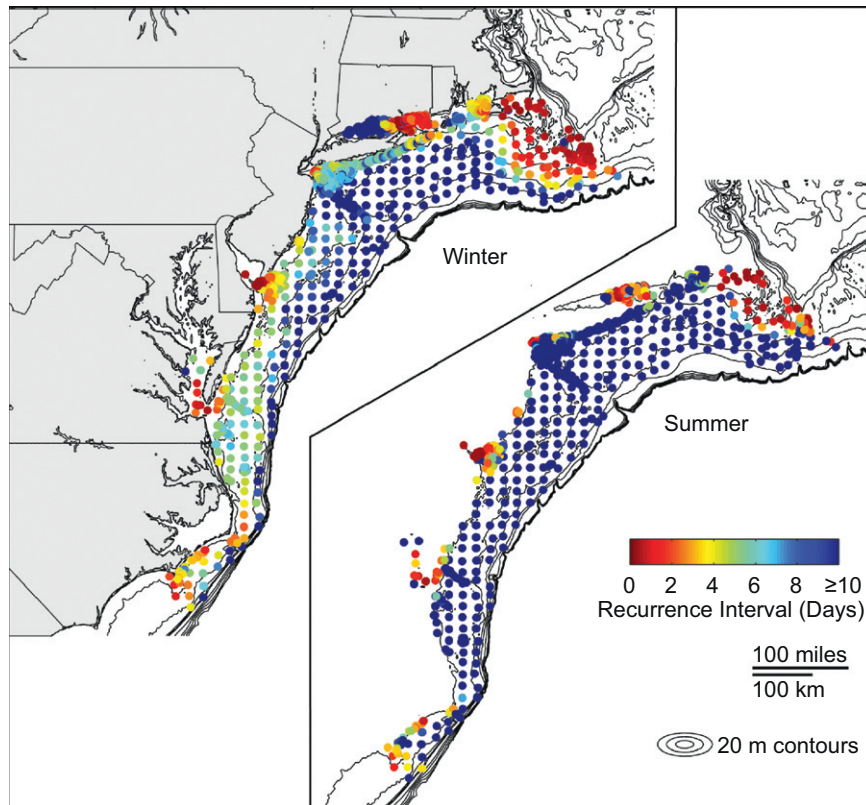 Winter
Summer
0 2 4 6 8 ≥10
Recurrence Interval (Days)
100 miles
100 km
20 m contours